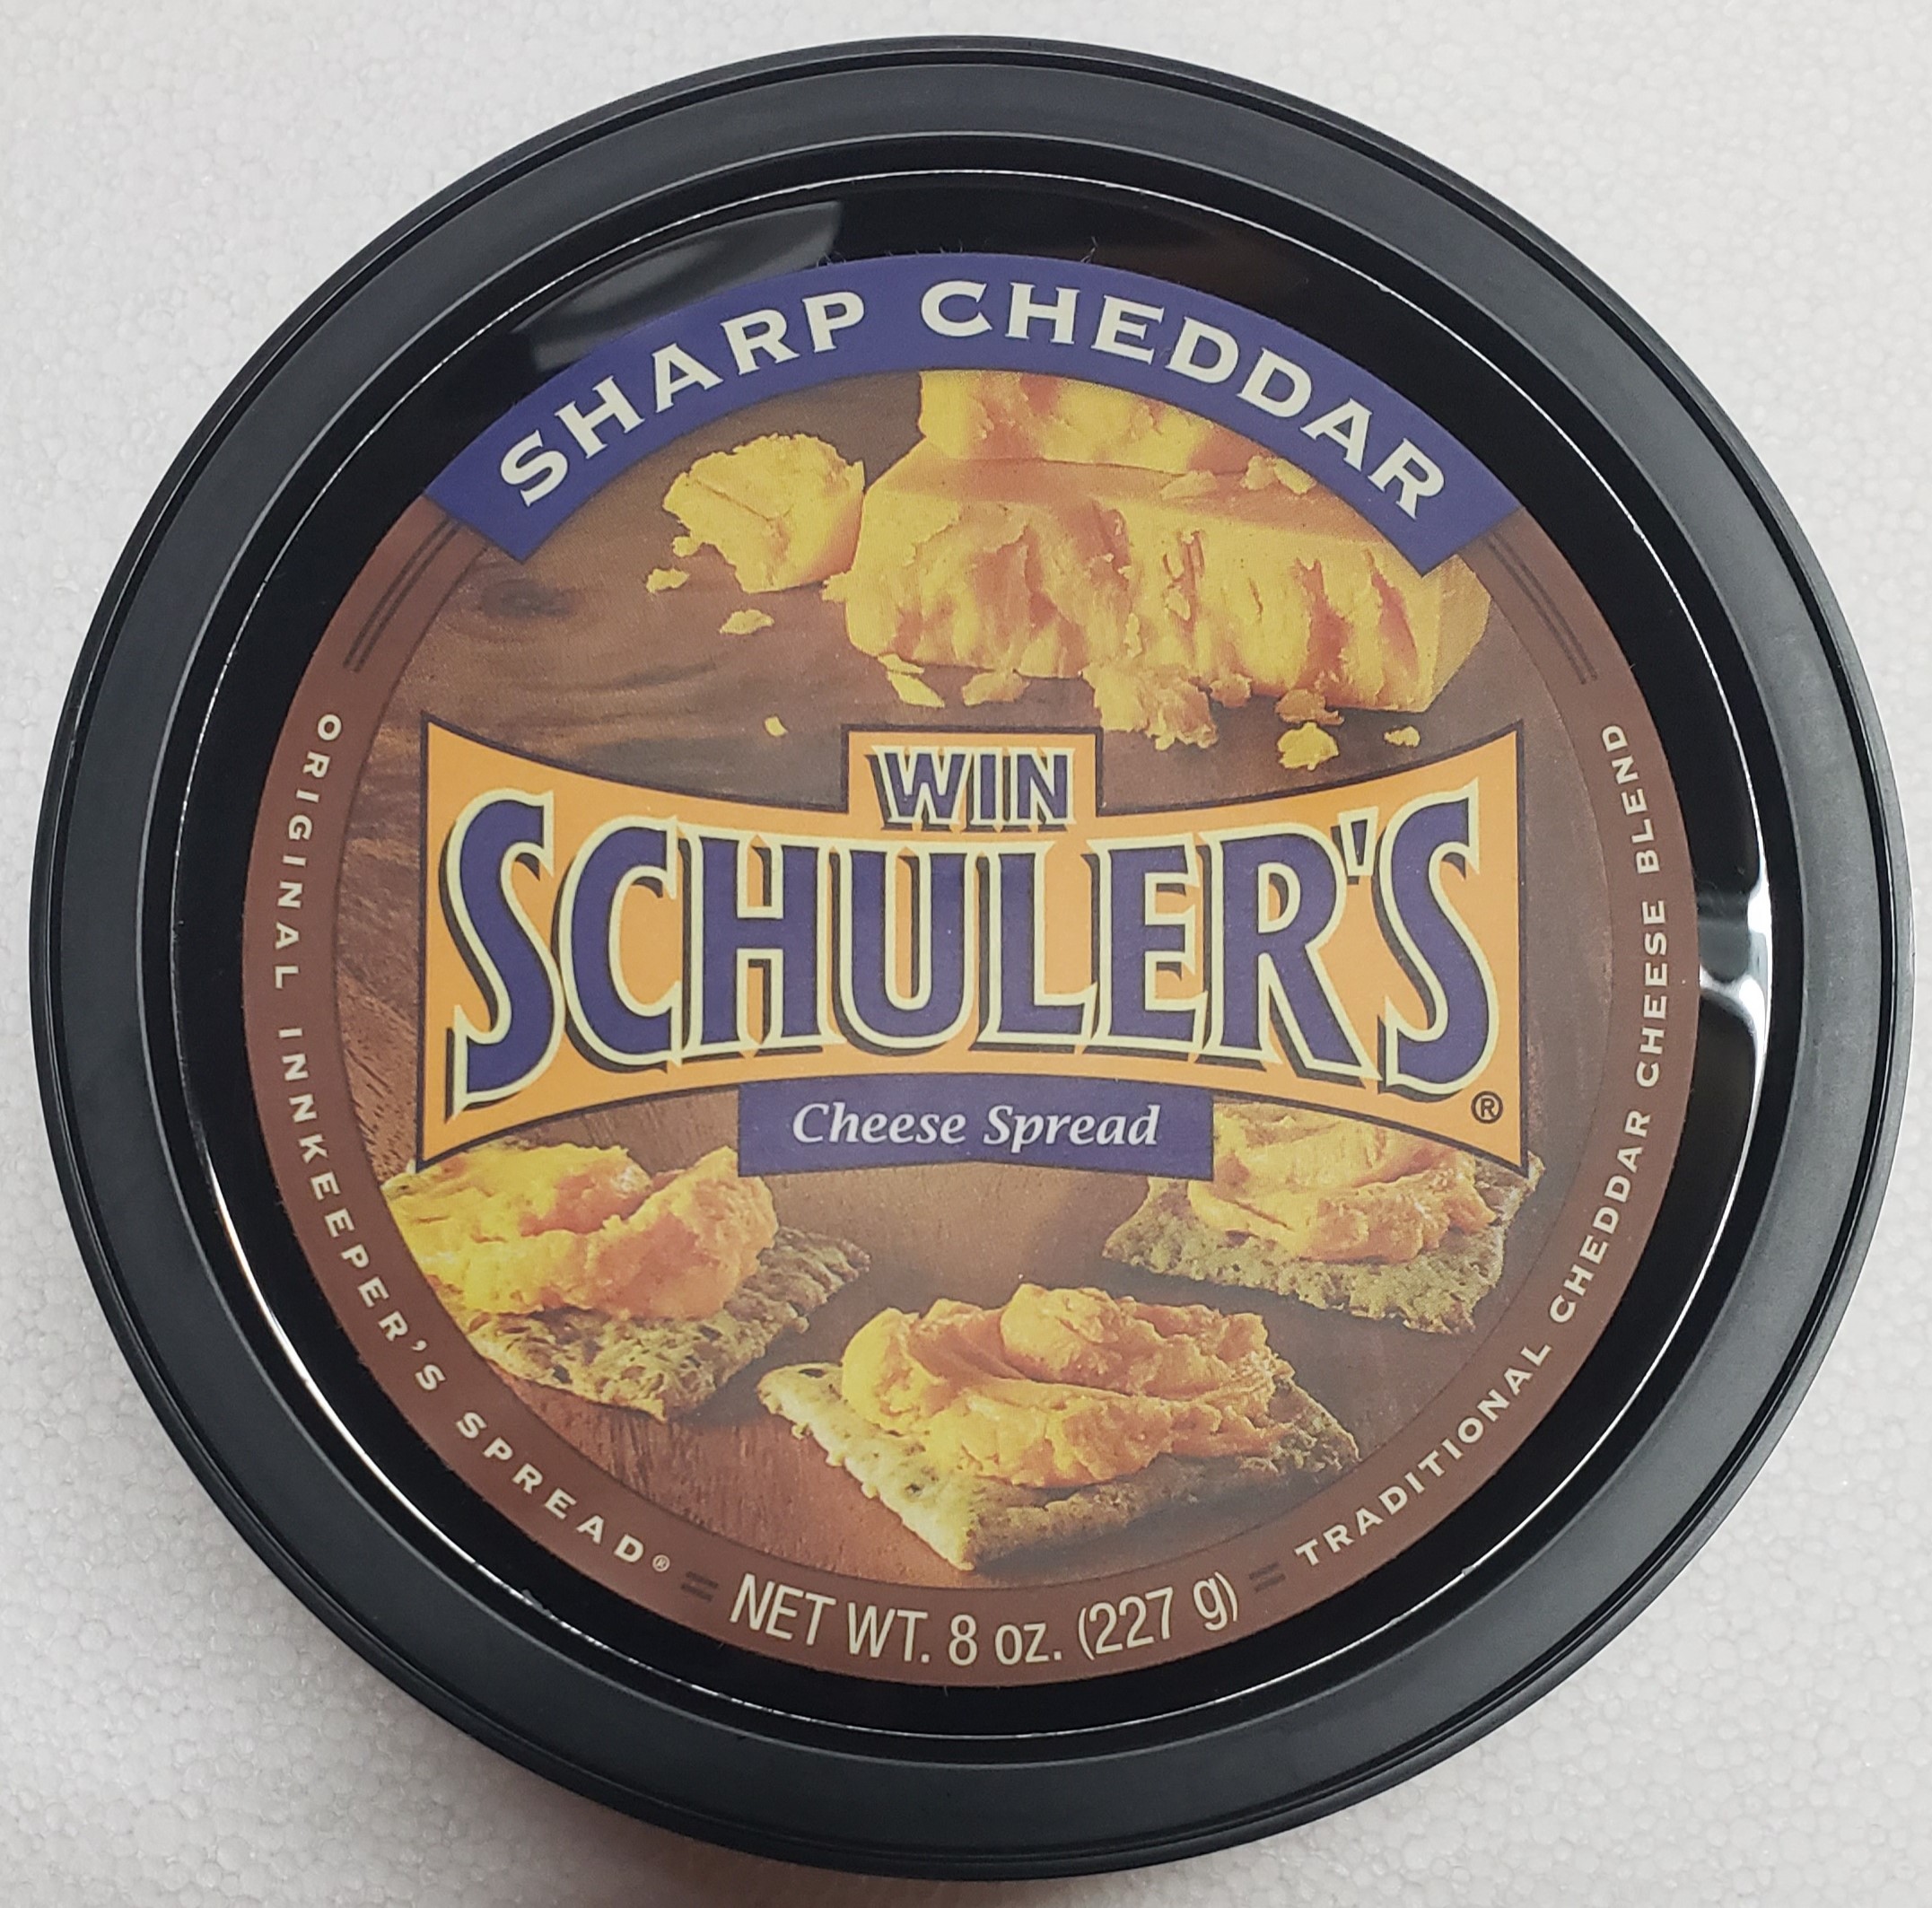 SHARP CHEDDAR
WIN
SCHULER'S®
Cheese Spread
ORIGINAL INNKEEPER'S SPREAD®
NET WT. 8 oz. (227 g)
TRADITIONAL CHEDDAR CHEESE BLEND